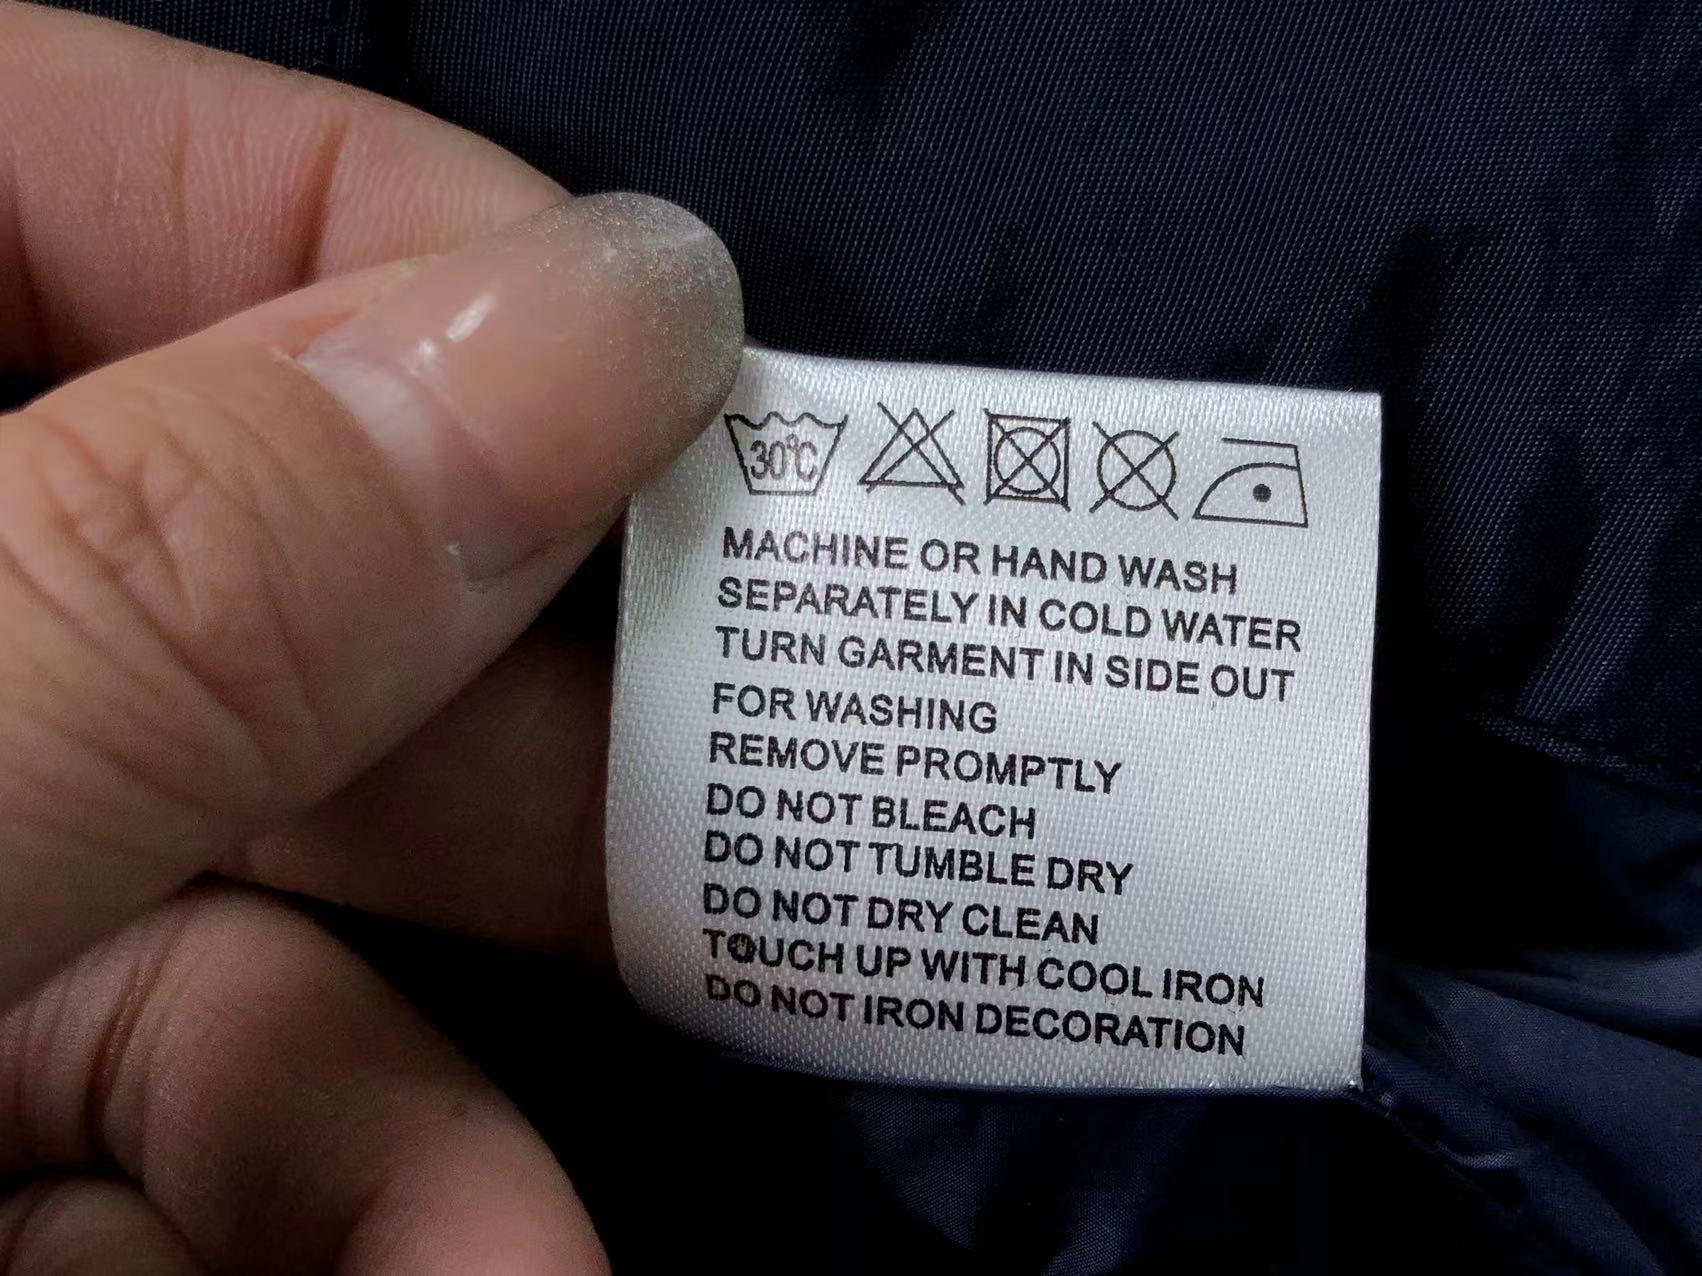 30°C
MACHINE OR HAND WASH
SEPARATELY IN COLD WATER
TURN GARMENT IN SIDE OUT
FOR WASHING
REMOVE PROMPTLY
DO NOT BLEACH
DO NOT TUMBLE DRY
DO NOT DRY CLEAN
TOUCH UP WITH COOL IRON
DO NOT IRON DECORATION